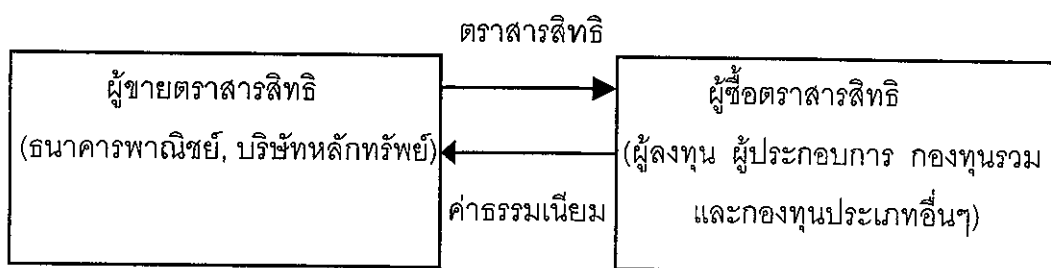 ตราสารสิทธิ
ผู้ขายตราสารสิทธิ
(ธนาคารพาณิชย์, บริษัทหลักทรัพย์)
ผู้ซื้อตราสารสิทธิ
(ผู้ลงทุน ผู้ประกอบการ กองทุนรวม
และกองทุนประเภทอื่นๆ)
ค่าธรรมเนียม